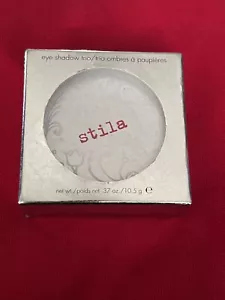 eye shadow trio/trio ombres à paupières
stila
net wt./poids net .37 oz./10.5 g e